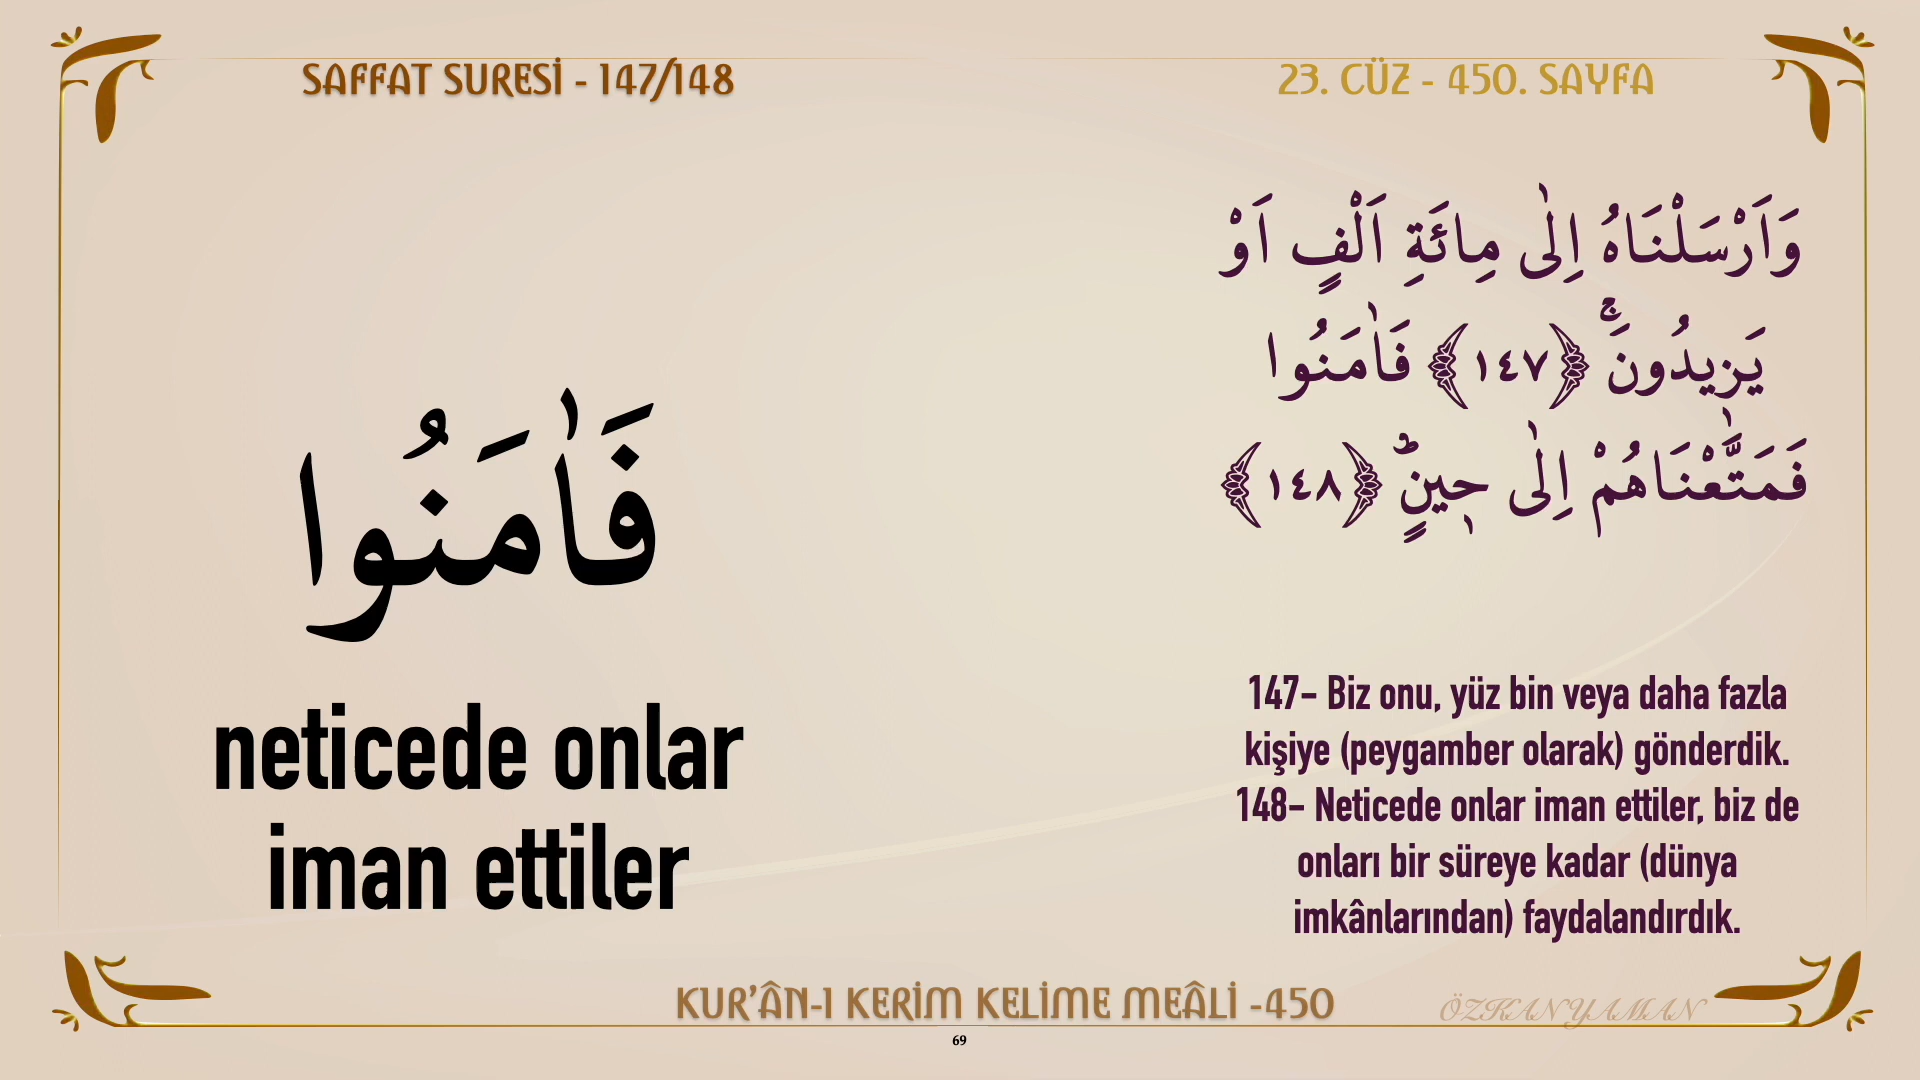 SAFFAT SURESİ - 147/148
23. CÜZ - 450. SAYFA
وَاَرْسَلْنَاهُ اِلٰى مِائَةِ اَلْفٍ اَوْ
يَزِيدُونَۚ ﴿١٤٧﴾ فَاٰمَنُوا
فَمَتَّعْنَاهُمْ اِلٰى ح۪ينٍۜ ﴿١٤٨﴾
فَاٰمَنُوا
neticede onlar
iman ettiler
147– Biz onu, yüz bin veya daha fazla
kişiye (peygamber olarak) gönderdik.
148– Neticede onlar iman ettiler, biz de
onları bir süreye kadar (dünya
imkânlarından) faydalandırdık.
KUR'ÂN-I KERİM KELİME MEÂLİ -450
ÖZKAN YAMAN
69